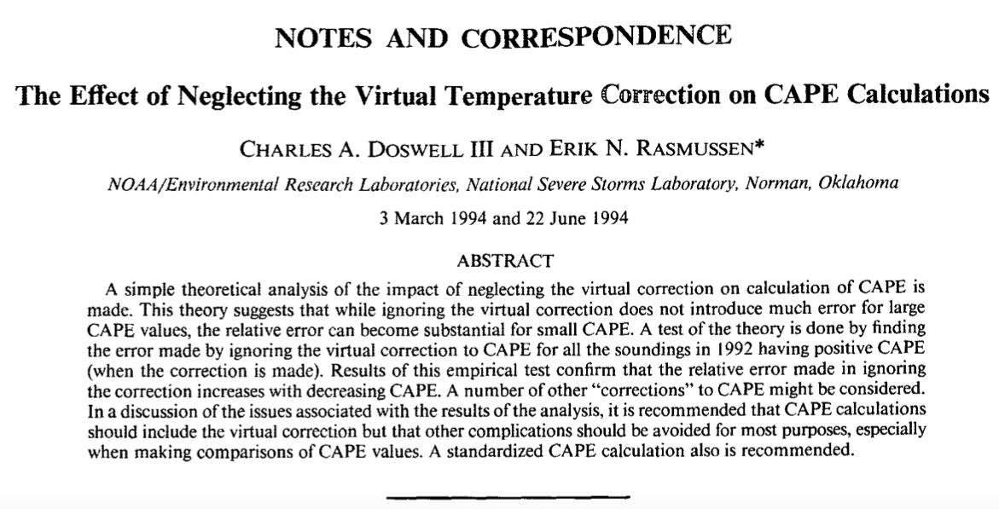 NOTES AND CORRESPONDENCE
The Effect of Neglecting the Virtual Temperature Correction on CAPE Calculations
CHARLES A. DOSWELL III AND ERIK N. RASMUSSEN*
NOAA/Environmental Research Laboratories, National Severe Storms Laboratory, Norman, Oklahoma
3 March 1994 and 22 June 1994
ABSTRACT
A simple theoretical analysis of the impact of neglecting the virtual correction on calculation of CAPE is
made. This theory suggests that while ignoring the virtual correction does not introduce much error for large
CAPE values, the relative error can become substantial for small CAPE. A test of the theory is done by finding
the error made by ignoring the virtual correction to CAPE for all the soundings in 1992 having positive CAPE
(when the correction is made). Results of this empirical test confirm that the relative error made in ignoring
the correction increases with decreasing CAPE. A number of other “corrections” to CAPE might be considered.
In a discussion of the issues associated with the results of the analysis, it is recommended that CAPE calculations
should include the virtual correction but that other complications should be avoided for most purposes, especially
when making comparisons of CAPE values. A standardized CAPE calculation also is recommended.